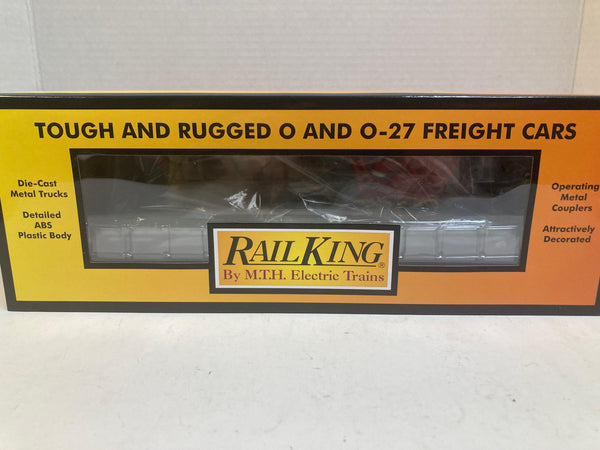 TOUGH AND RUGGED O AND O-27 FREIGHT CARS
Die-Cast
Metal Trucks
Detailed
ABS
Plastic Body
Operating
Metal
Couplers
Attractively
Decorated
RAILKING®
By M.T.H. Electric Trains